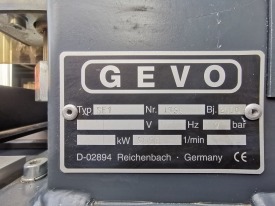 GEVO
Typ Nr. Bj.
V Hz bar
kW 1/min
D-02894 Reichenbach · Germany CE